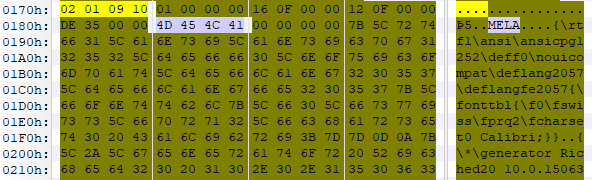 0170h: 02 01 09 10 01 00 00 00 16 0F 00 00 12 0F 00 00 ................
0180h: DE 35 00 00 4D 45 4C 41 00 00 00 00 7B 5C 72 74 Þ5..MELA....{\rt
0190h: 66 31 5C 61 6E 73 69 5C 61 6E 73 69 63 70 67 31 f1\ansi\ansicpg1
01A0h: 32 35 32 5C 64 65 66 66 30 5C 6E 6F 75 69 63 6F 252\deff0\nouico
01B0h: 6D 70 61 74 5C 64 65 66 6C 61 6E 67 32 30 35 37 mpat\deflang2057
01C0h: 5C 64 65 66 6C 61 6E 67 66 65 32 30 35 37 7B 5C \deflangfe2057{\
01D0h: 66 6F 6E 74 74 62 6C 7B 5C 66 30 5C 66 73 77 69 fonttbl{\f0\fswi
01E0h: 73 73 5C 66 70 72 71 32 5C 66 63 68 61 72 73 65 ss\fprq2\fcharse
01F0h: 74 30 20 43 61 6C 69 62 72 69 3B 7D 7D 0D 0A 7B t0 Calibri;}}..{
0200h: 5C 2A 5C 67 65 6E 65 72 61 74 6F 72 20 52 69 63 \*\generator Ric
0210h: 68 65 64 32 30 20 31 30 2E 30 2E 31 35 30 36 33 hed20 10.0.15063